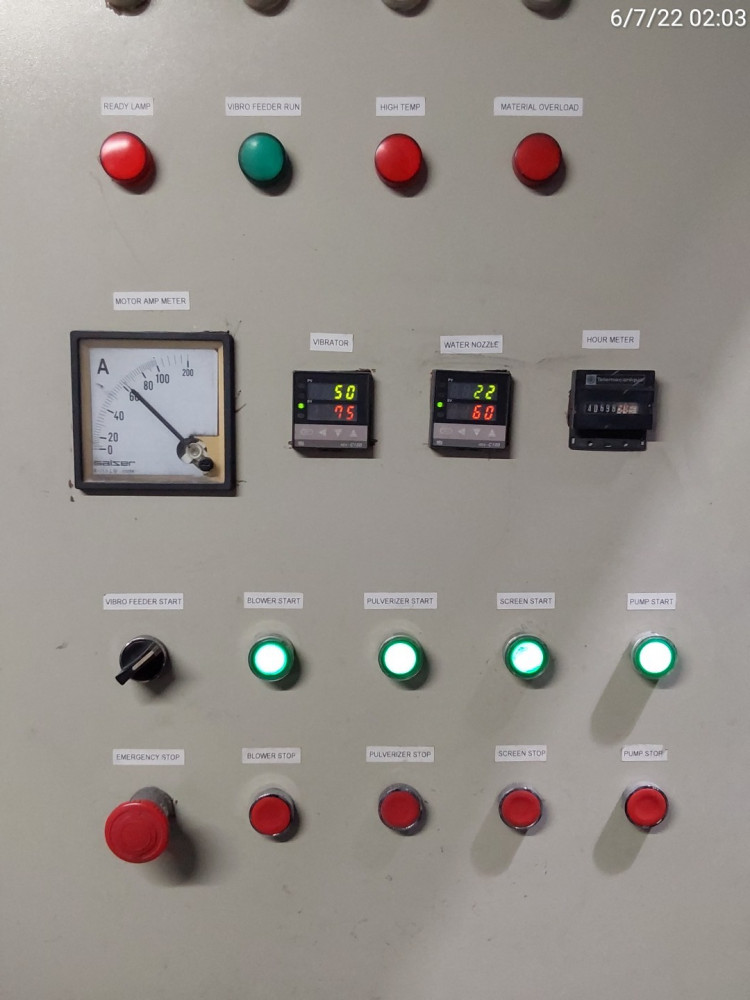 6/7/22 02:03
READY LAMP
VIBRO FEEDER RUN
HIGH TEMP
MATERIAL OVERLOAD
MOTOR AMP METER
VIBRATOR
WATER NOZZLE
HOUR METER
A
0
20
40
60
80
100
200
PV
50
75
PV
22
60
VIBRO FEEDER START
BLOWER START
PULVERIZER START
SCREEN START
PUMP START
EMERGENCY STOP
BLOWER STOP
PULVERIZER STOP
SCREEN STOP
PUMP STOP